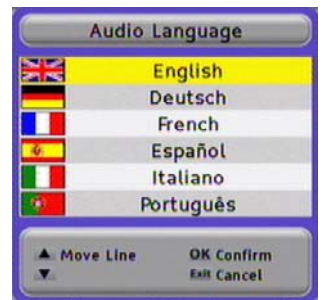 Audio Language
English
Deutsch
French
Español
Italiano
Português
▲ Move Line OK Confirm
▼ Exit Cancel